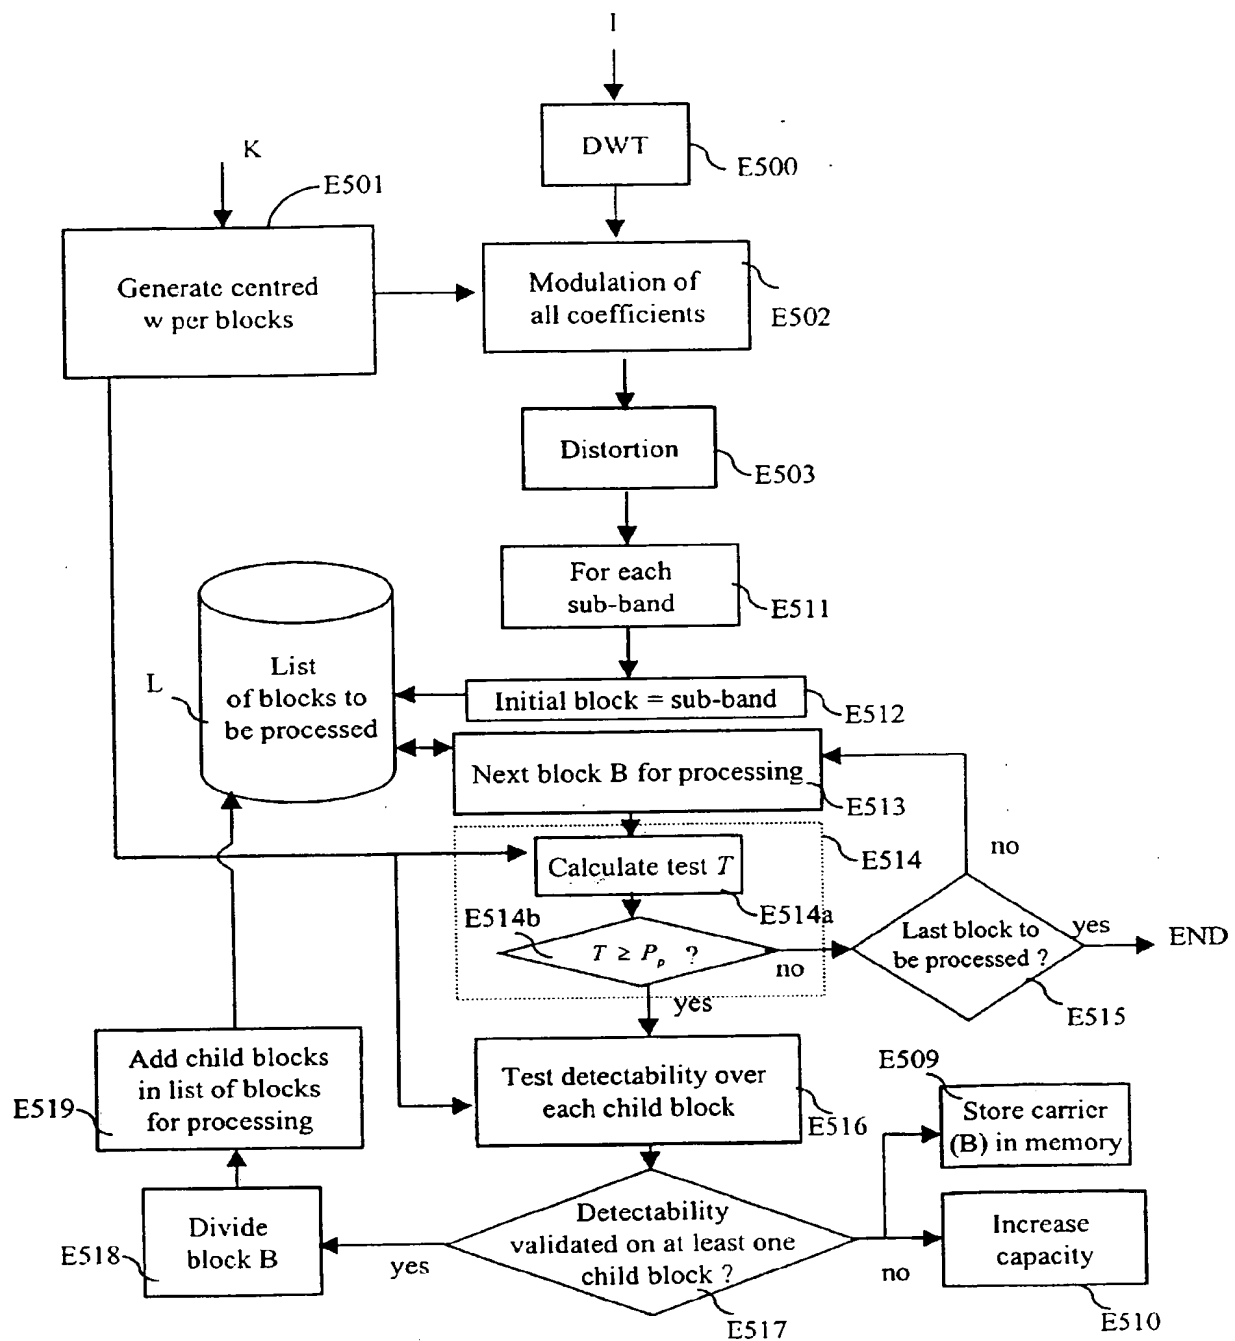 I
DWT
E500
K
E501
Generate centred
w per blocks
Modulation of
all coefficients
E502
Distortion
E503
For each
sub-band
E511
L
List
of blocks to
be processed
Initial block = sub-band
E512
Next block B for processing
E513
E514
Calculate test T
E514a
E514b
T ≥ Pp ?
no
yes
no
Last block to
be processed ?
yes
END
E515
Test detectability over
each child block
E516
E509
Store carrier
(B) in memory
Add child blocks
in list of blocks
for processing
E519
Divide
block B
E518
yes
Detectability
validated on at least one
child block ?
E517
no
Increase
capacity
E510